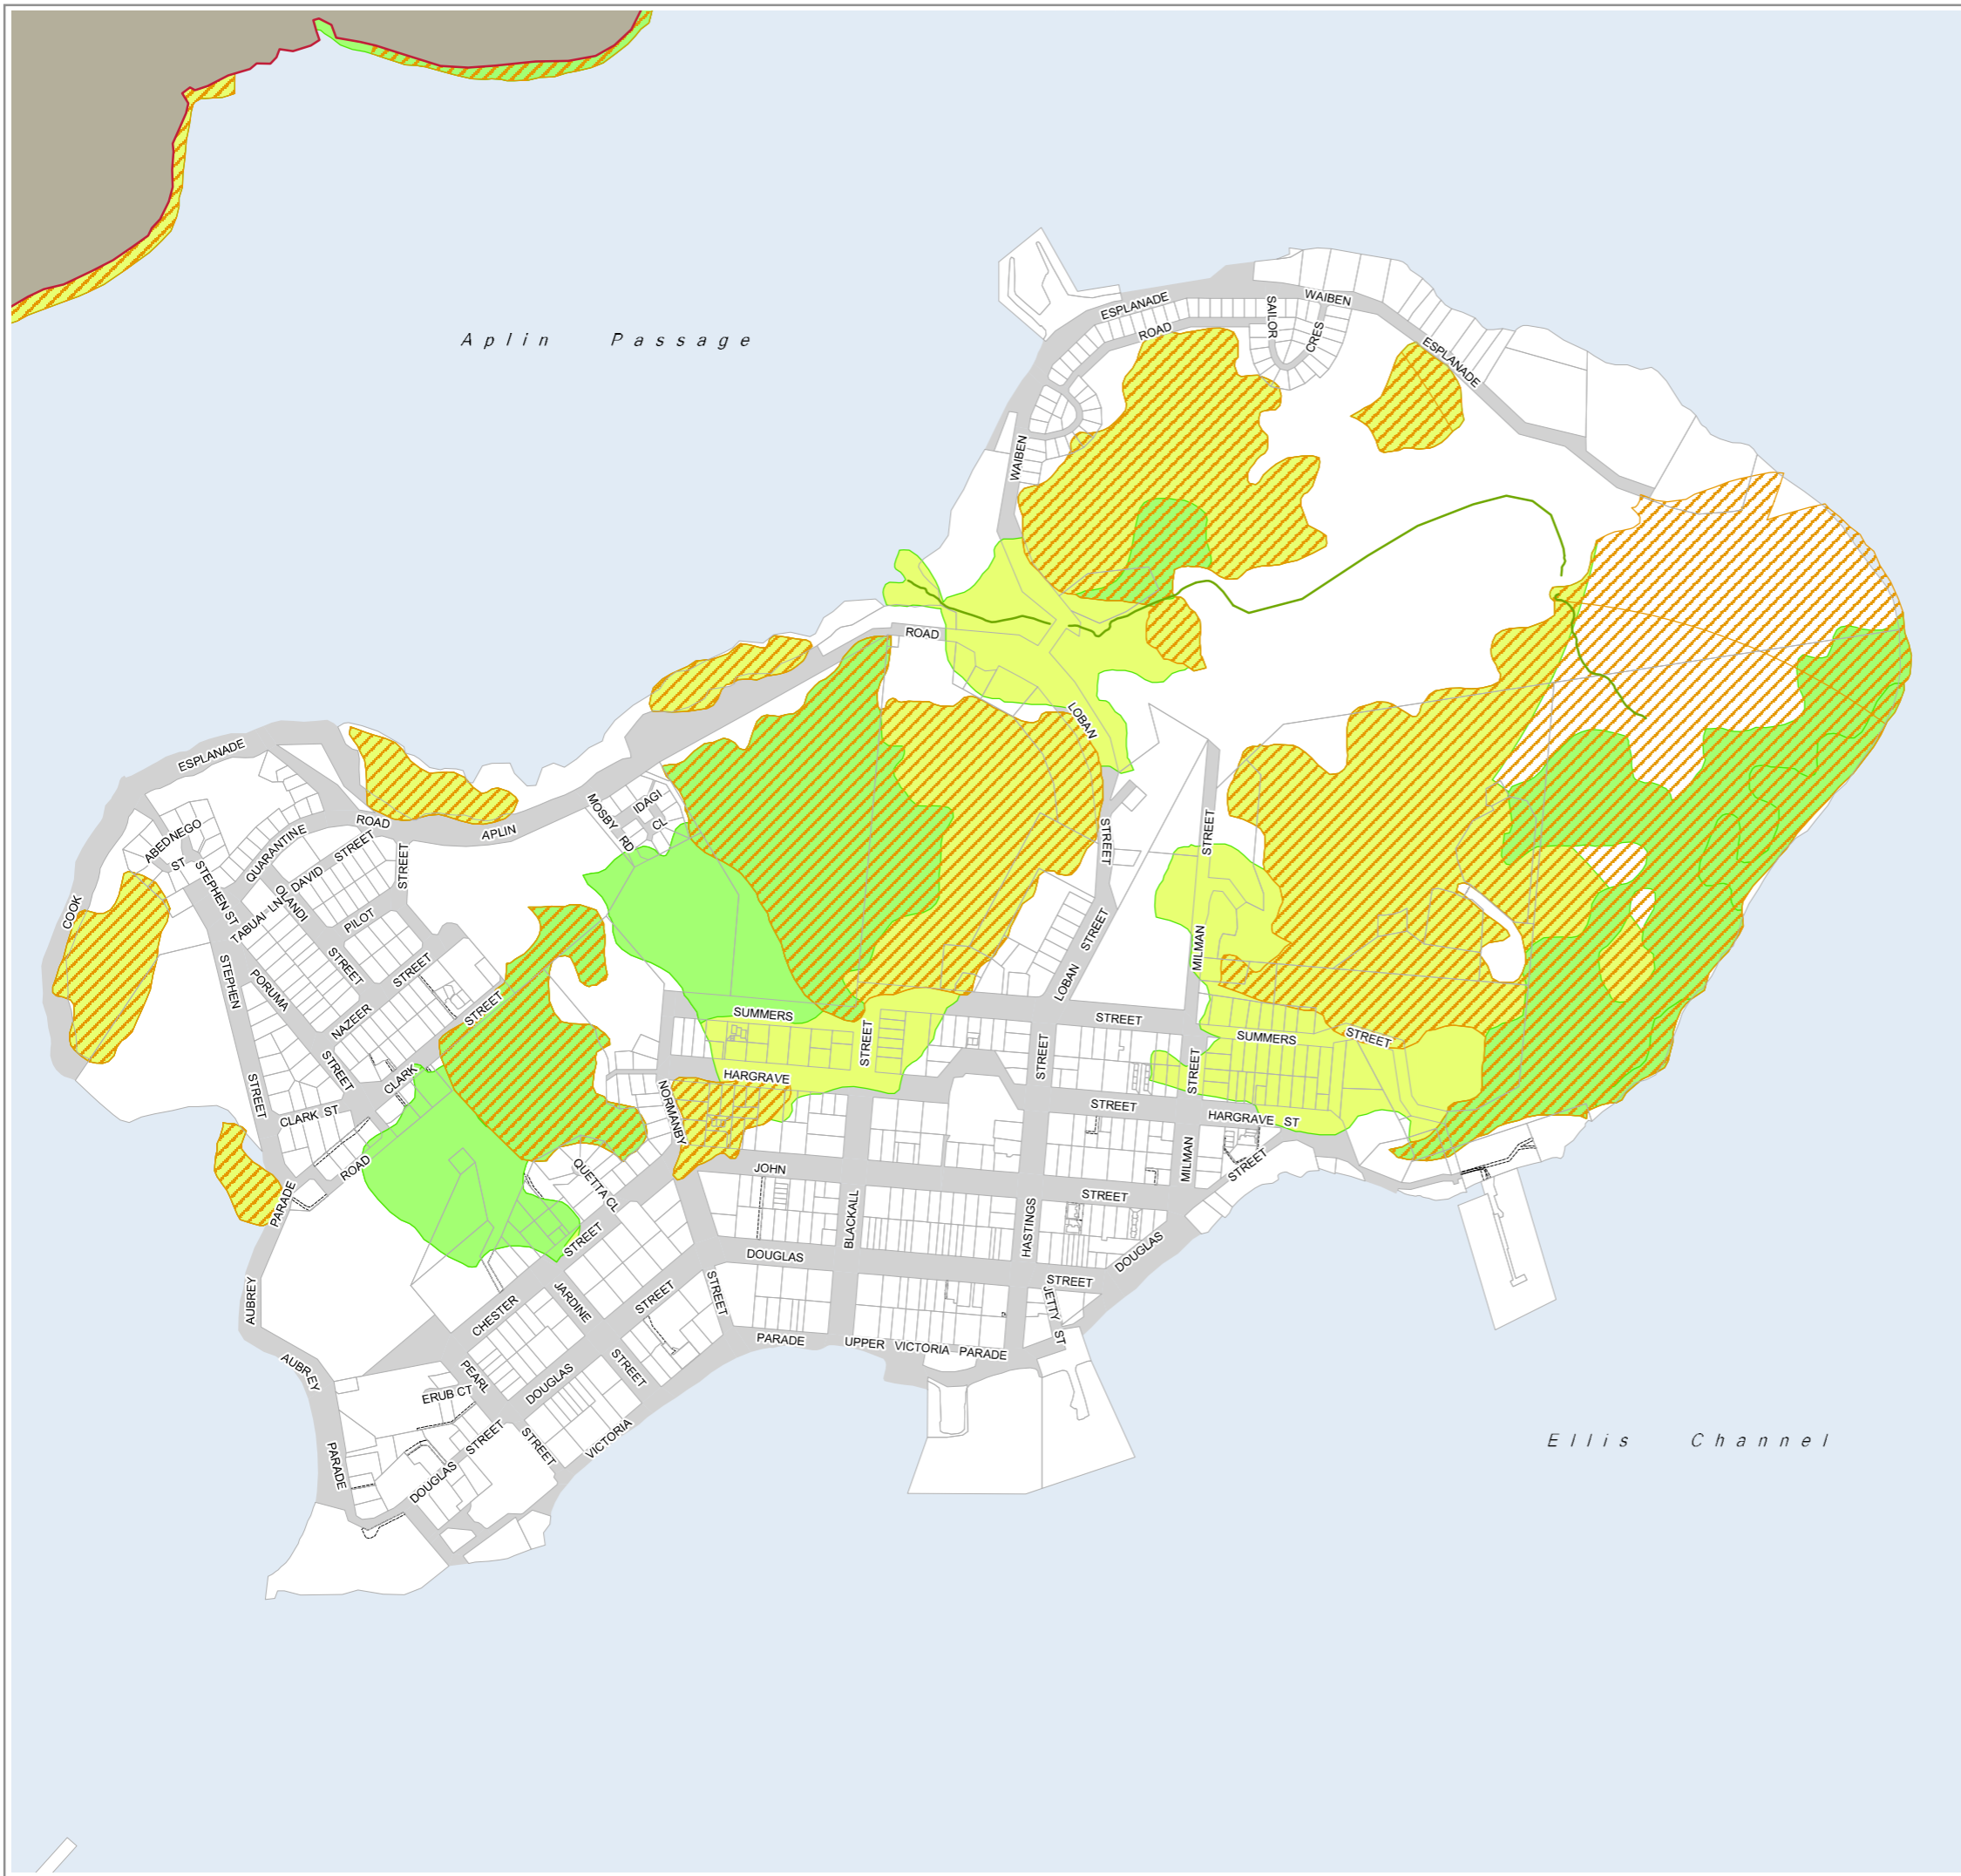 Aplin Passage
ESPLANADE
WAIBEN
ROAD
SAILOR
CRES
ESPLANADE
WAIBEN
ROAD
LOBAN
ESPLANADE
MOSBY RD
IDAGI
CL
ROAD
APLIN
ABEDNEGO
ST
QUARANTINE
DAVID
STREET
STREET
STREET
STREET
COOK
STEPHEN ST
TABUAI LN
OLANDI
PILOT
STREET
LOBAN
STREET
MILMAN
STEPHEN
PORUMA
STREET
NAZEER
STREET
STREET
SUMMERS
STREET
STREET
STREET
SUMMERS
STREET
STREET
STREET
CLARK
HARGRAVE
STREET
STREET
CLARK ST
NORMANBY
STREET
HARGRAVE ST
ROAD
QUETTA CL
JOHN
MILMAN
STREET
PARADE
STREET
STREET
BLACKALL
HASTINGS
DOUGLAS
DOUGLAS
STREET
AUBREY
CHESTER
JARDINE
STREET
STREET
JETTY ST
PARADE
UPPER VICTORIA PARADE
AUBREY
PEARL
DOUGLAS
STREET
ERUB CT
STREET
STREET
VICTORIA
PARADE
DOUGLAS
Ellis Channel